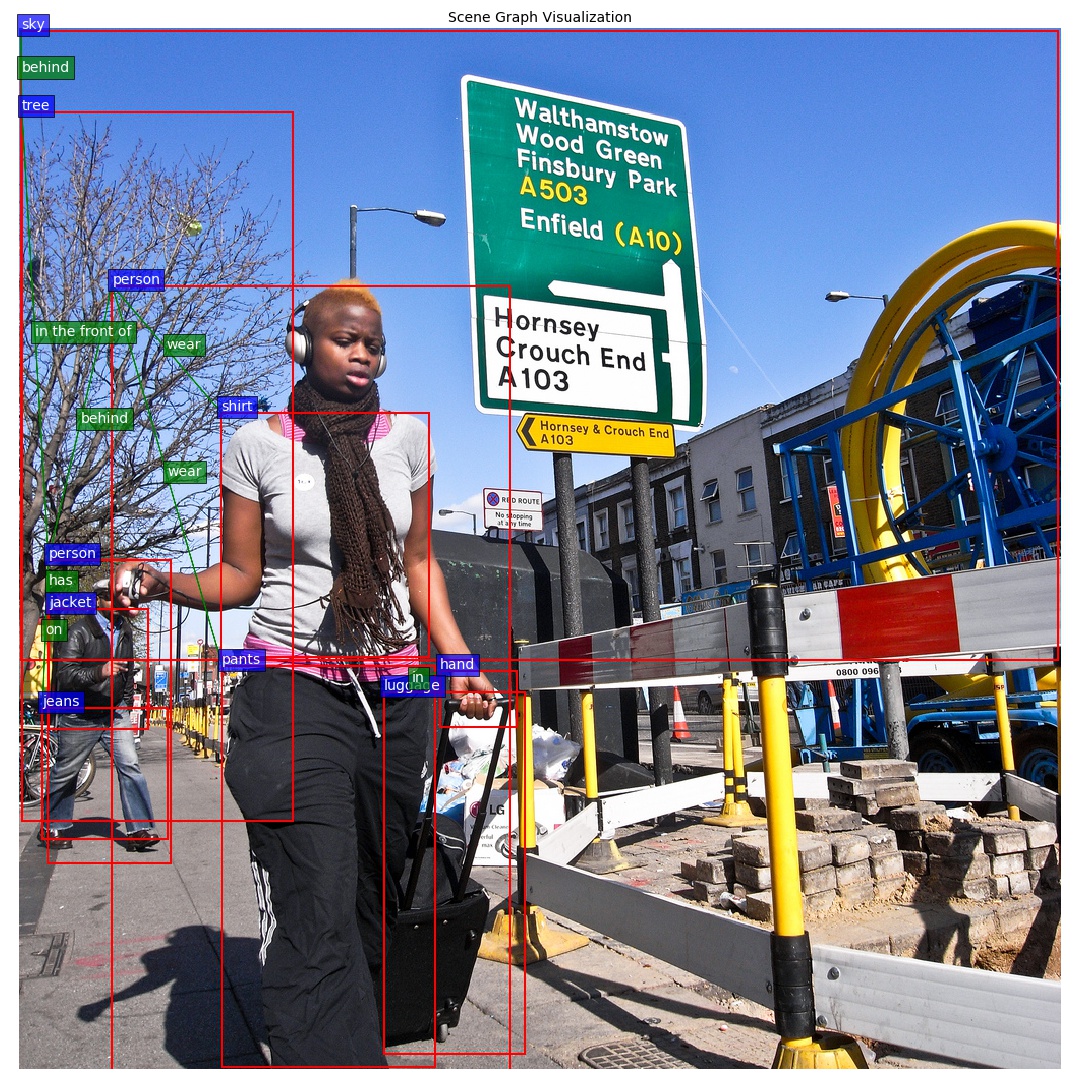 Scene Graph Visualization
sky
behind
tree
Walthamstow
Wood Green
Finsbury Park
A503
Enfield (A10)
person
in the front of
wear
Hornsey
Crouch End
A103
shirt
behind
Hornsey & Crouch End
A103
wear
RED ROUTE
No stopping
at any time
person
has
jacket
on
pants
hand
in
luggage
0800 096
jeans
LG